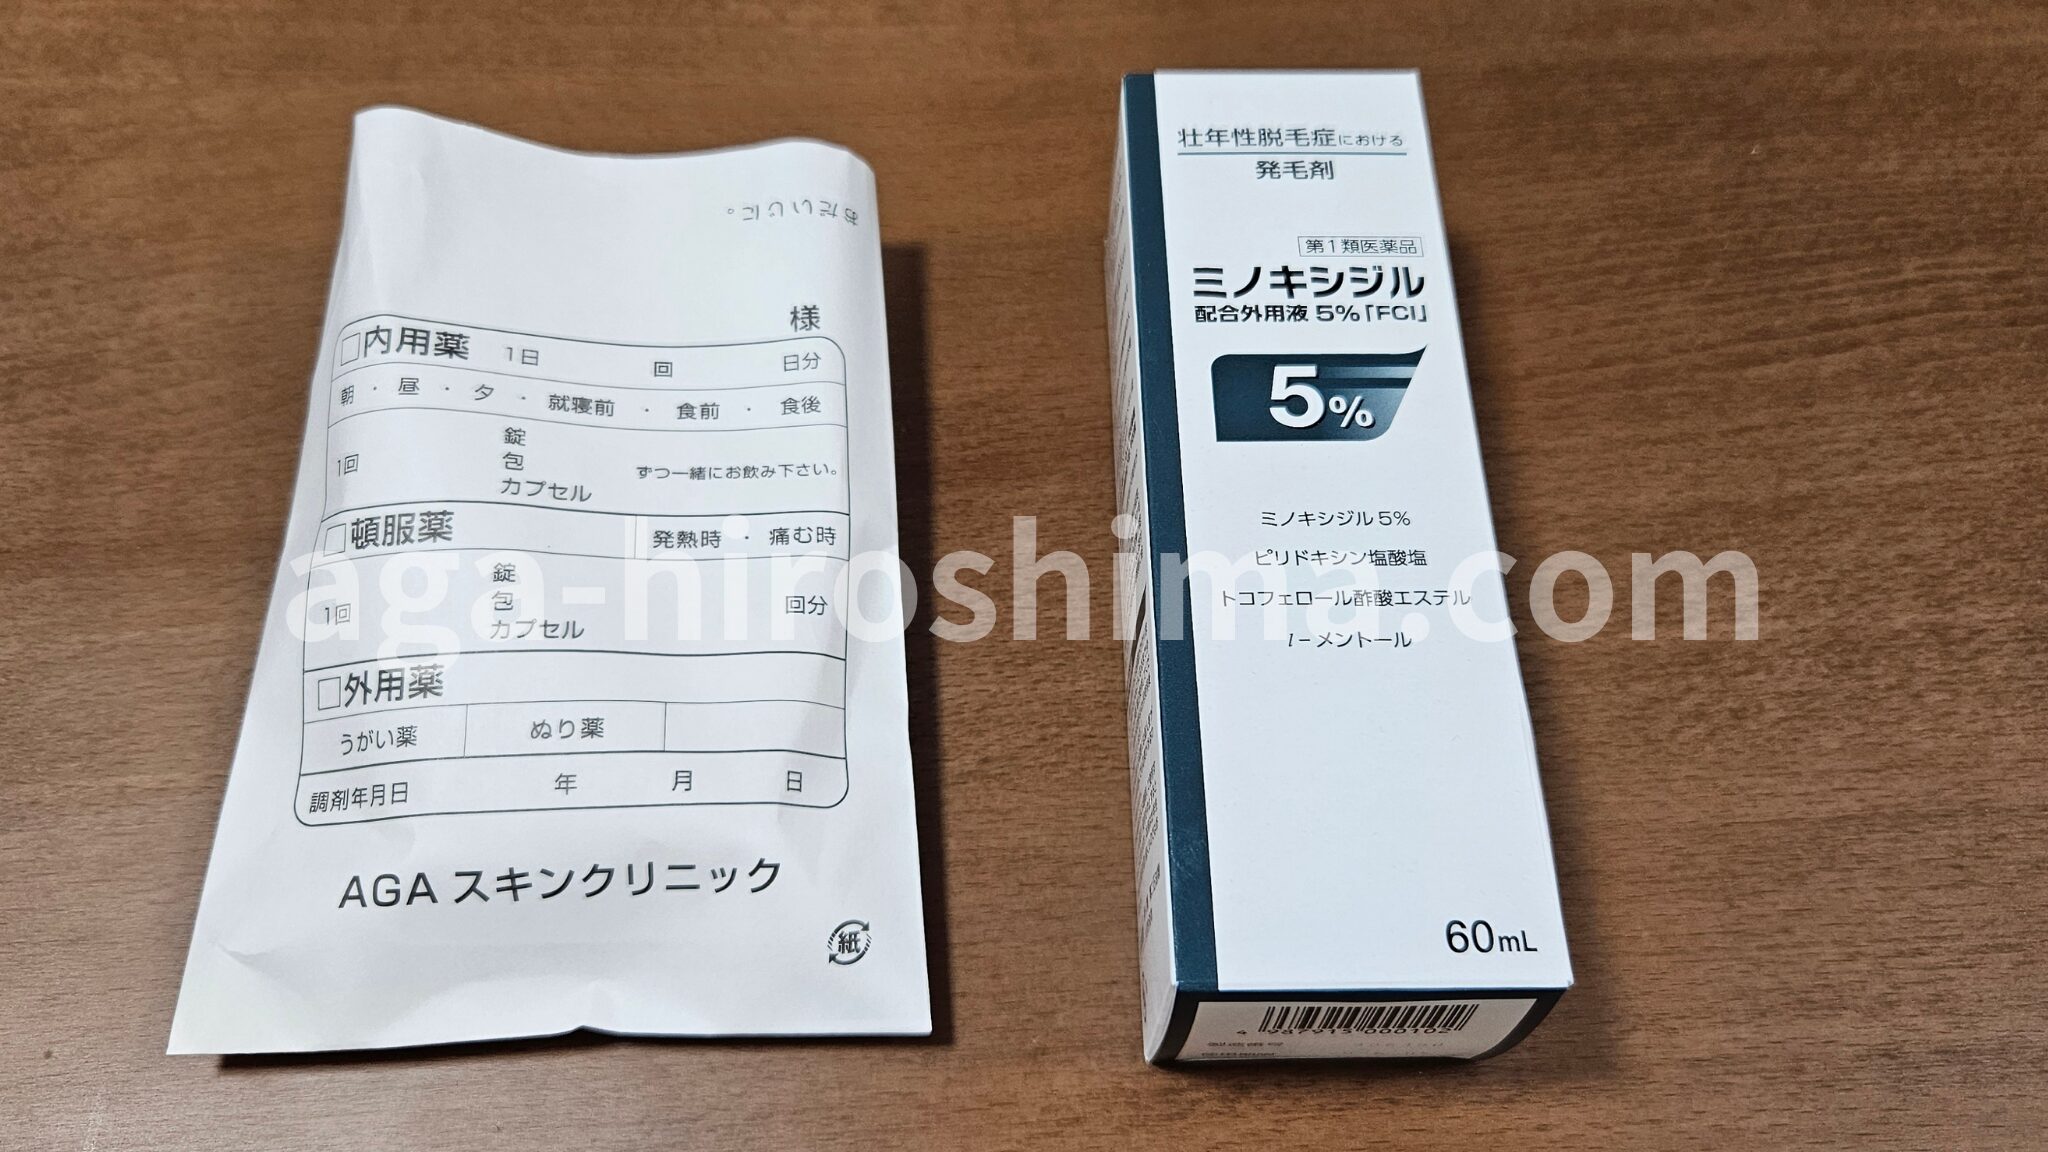 おだいじに。
様
□内用薬 1日 回 日分
朝 ・ 昼 ・ 夕 ・ 就寝前 ・ 食前 ・ 食後
錠
1回 包 ずつ一緒にお飲み下さい。
カプセル
□頓服薬 発熱時 ・ 痛む時
錠
1回 包 回分
カプセル
□外用薬
うがい薬 ぬり薬
調剤年月日 年 月 日
AGA スキンクリニック
紙
壮年性脱毛症における
発毛剤
第1類医薬品
ミノキシジル
配合外用液 5%「FCI」
5%
ミノキシジル 5%
ピリドキシン塩酸塩
トコフェロール酢酸エステル
l-メントール
60mL
4 987915 000102
製造番号
aga-hiroshima.com